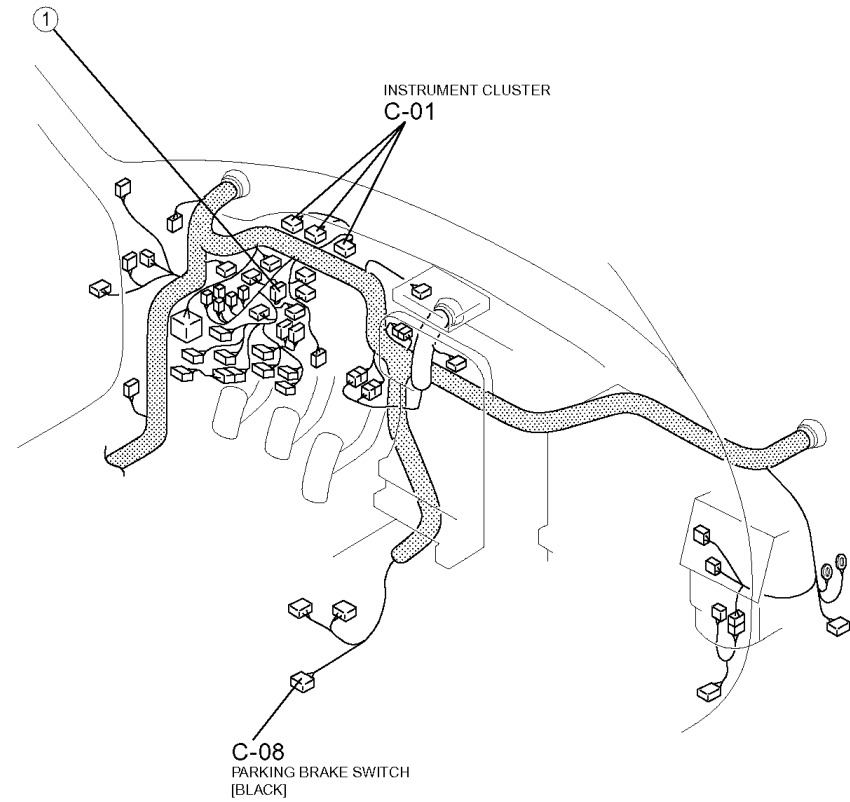 1
INSTRUMENT CLUSTER
C-01
C-08
PARKING BRAKE SWITCH
[BLACK]